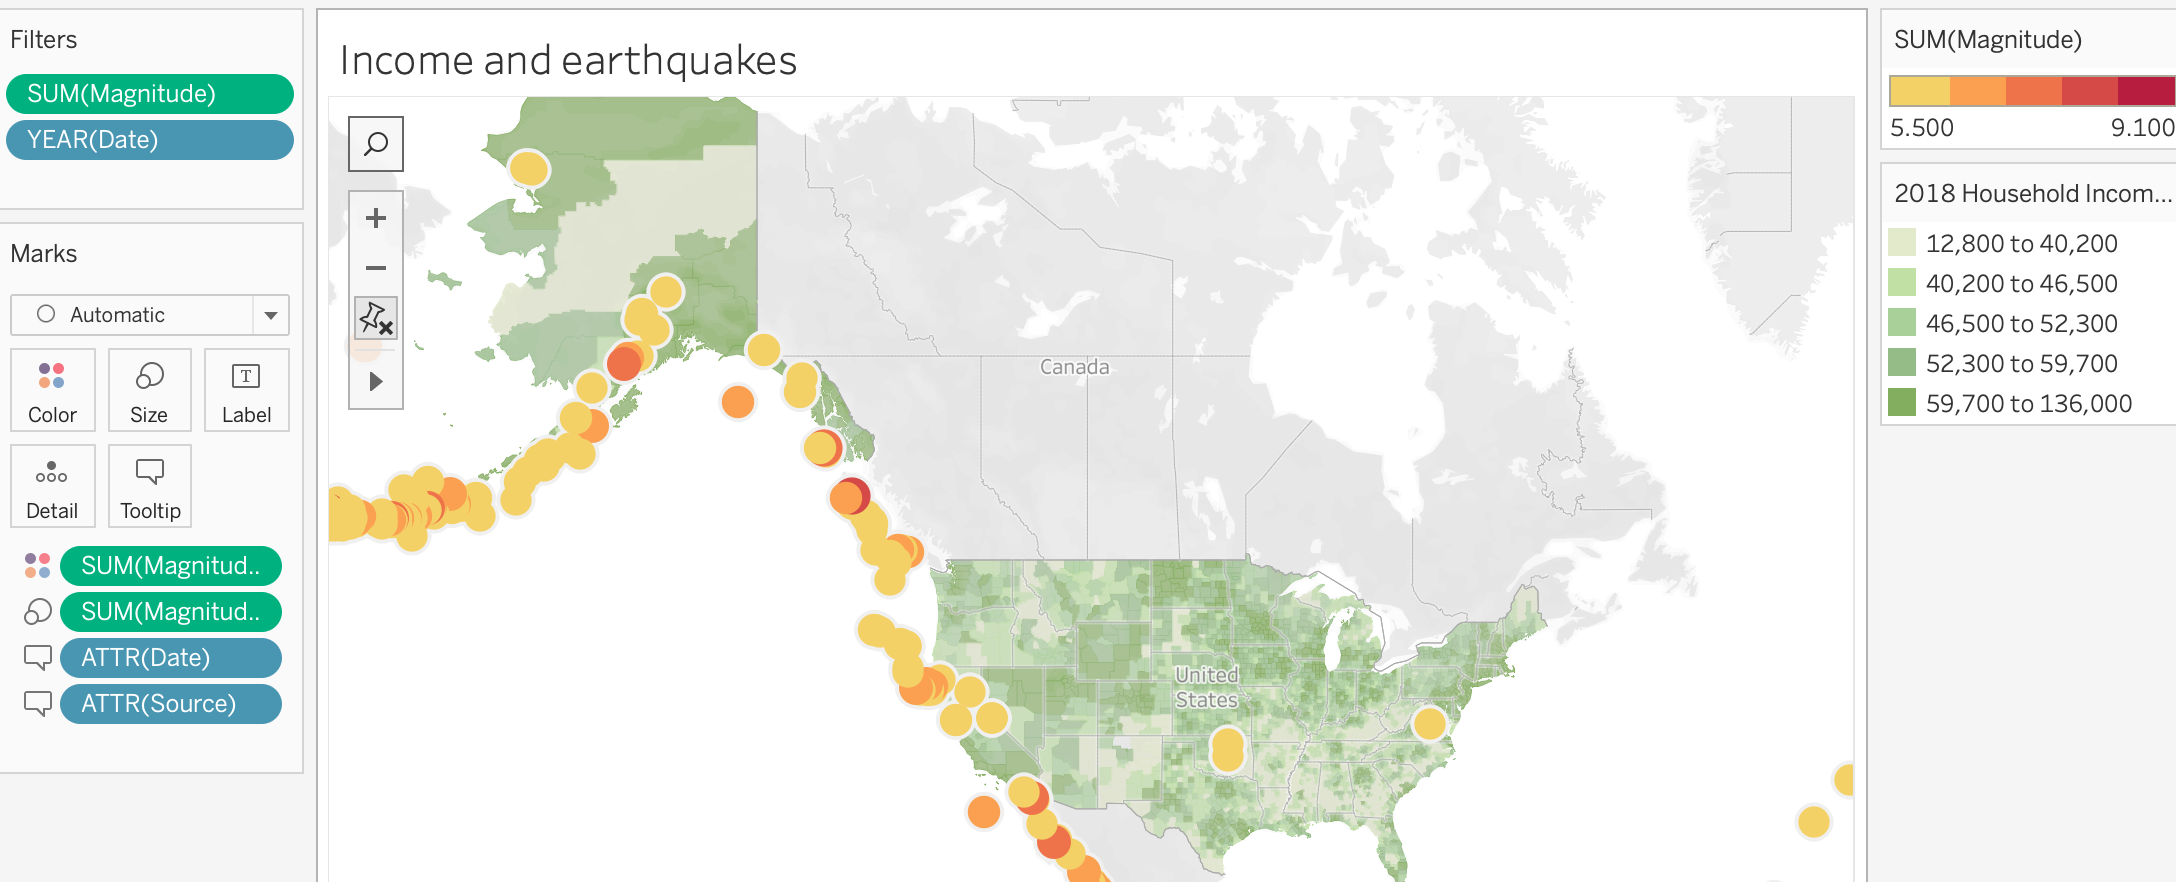 Filters
SUM(Magnitude)
YEAR(Date)
Marks
Automatic
Color
Size
T
Label
Detail
Tooltip
SUM(Magnitud..
SUM(Magnitud..
ATTR(Date)
ATTR(Source)
Income and earthquakes
Canada
United
States
SUM(Magnitude)
5.500
9.100
2018 Household Incom...
12,800 to 40,200
40,200 to 46,500
46,500 to 52,300
52,300 to 59,700
59,700 to 136,000